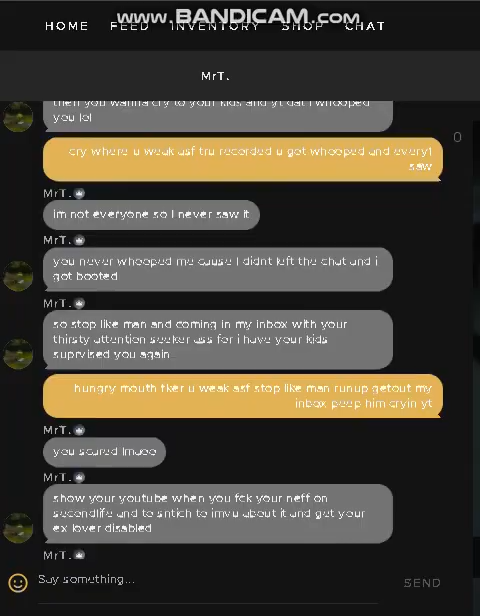 www.BANDICAM.com
HOME FEED INVENTORY SHOP CHAT
MrT.
then you wanna cry to your kids and yt dat i whooped
you lol
cry where u weak asf tru recorded u got whooped and every1
saw
0
MrT.
im not everyone so I never saw it
MrT.
you never whooped me cause I didnt left the chat and i
got booted
MrT.
so stop like man and coming in my inbox with your
thirsty attention seeker ass for i have your kids
suprvised you again
hungry mouth fker u weak asf stop like man runup getout my
inbox peep him cryin yt
MrT.
you scared lmaoo
MrT.
show your youtube when you fck your neff on
secondlife and to sntich to imvu about it and get your
ex lover disabled
MrT.
Say something...
SEND